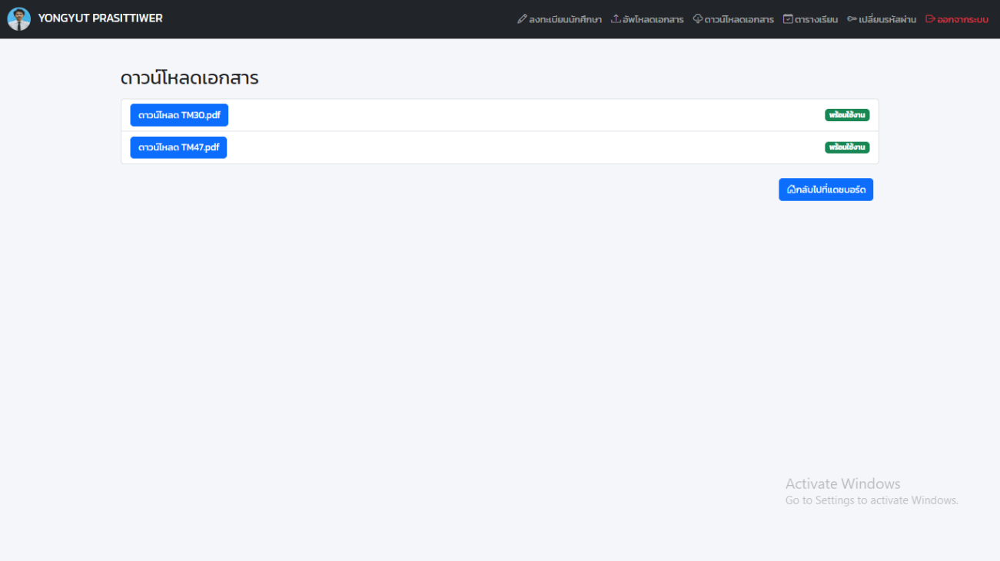 YONGYUT PRASITTIWER ลงทะเบียนนักศึกษา อัพโหลดเอกสาร ดาวน์โหลดเอกสาร ตารางเรียน เปลี่ยนรหัสผ่าน ออกจากระบบ
ดาวน์โหลดเอกสาร
ดาวน์โหลด TM30.pdf พร้อมใช้งาน
ดาวน์โหลด TM47.pdf พร้อมใช้งาน
กลับไปที่แดชบอร์ด
Activate Windows
Go to Settings to activate Windows.